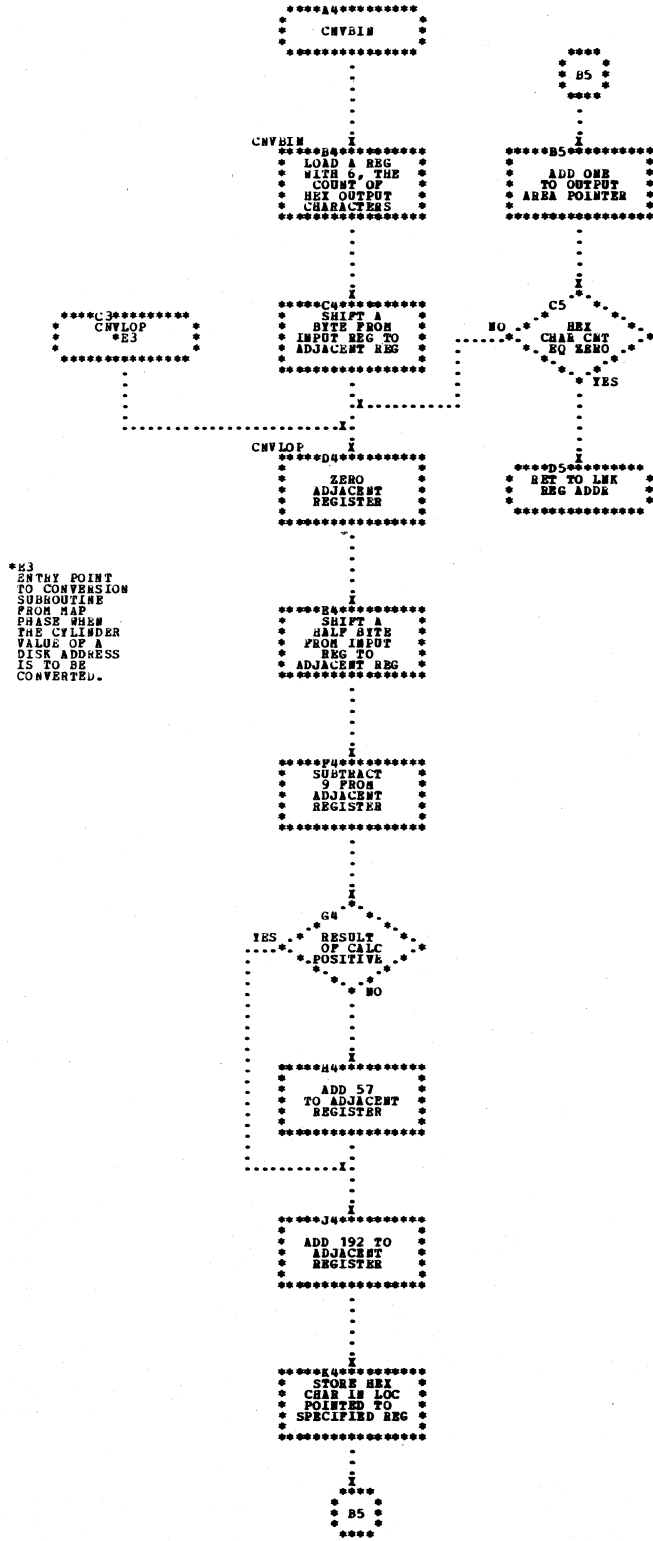 A4
CNVBIN
B5
CNVBIN
B4
LOAD A REG
WITH 6, THE
COUNT OF
HEX OUTPUT
CHARACTERS
B5
ADD ONE
TO OUTPUT
AREA POINTER
C3
CNVLOP
*E3
C4
SHIFT A
BYTE FROM
INPUT REG TO
ADJACENT REG
C5
NO
HEX
CHAR CNT
EQ ZERO
YES
CNVLOP
D4
ZERO
ADJACENT
REGISTER
D5
RET TO LNK
REG ADDR
*E3
ENTRY POINT
TO CONVERSION
SUBROUTINE
FROM MAP
PHASE WHEN
THE CYLINDER
VALUE OF A
DISK ADDRESS
IS TO BE
CONVERTED.
E4
SHIFT A
HALF BYTE
FROM INPUT
REG TO
ADJACENT REG
F4
SUBTRACT
9 FROM
ADJACENT
REGISTER
G4
YES
RESULT
OF CALC
POSITIVE
NO
H4
ADD 57
TO ADJACENT
REGISTER
J4
ADD 192 TO
ADJACENT
REGISTER
K4
STORE HEX
CHAR IN LOC
POINTED TO
SPECIFIED REG
B5